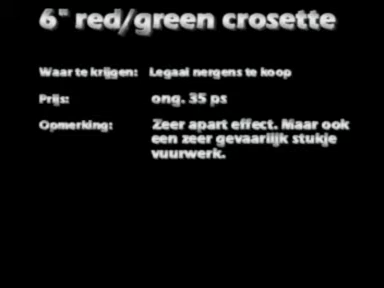 6" red/green crosette
Waar te krijgen: Legaal nergens te koop
Prijs: ong. 35 ps
Opmerking: Zeer apart effect. Maar ook
een zeer gevaarlijk stukje
vuurwerk.